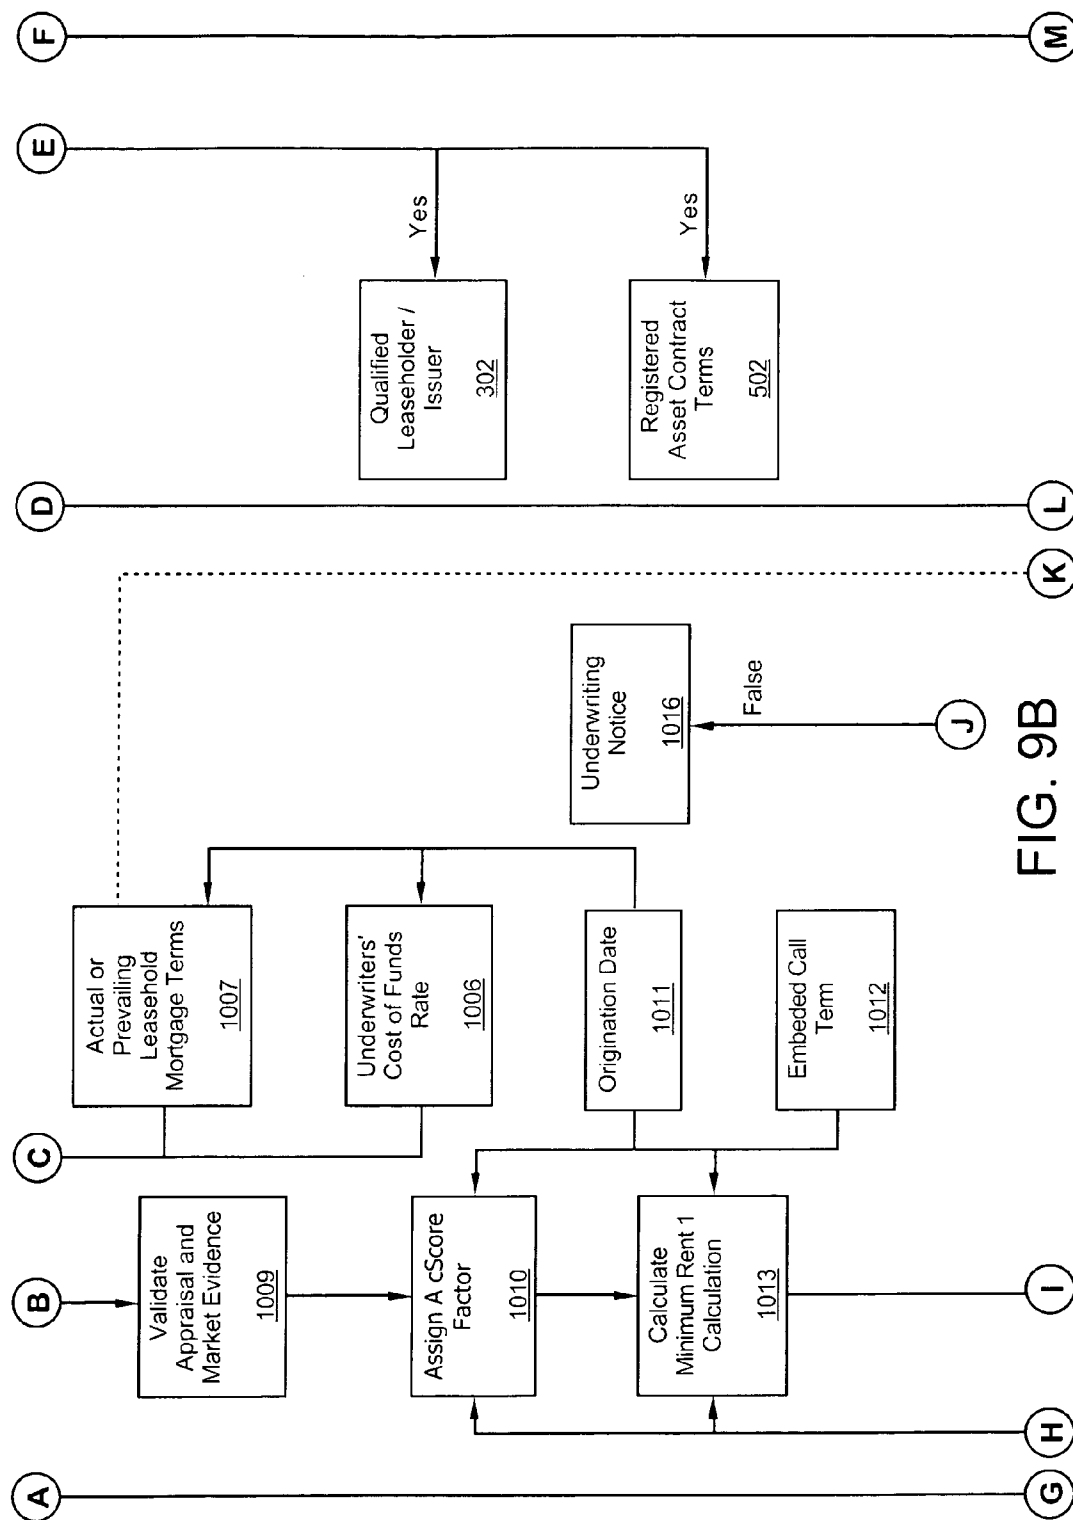 A
B
C
D
E
F
Validate
Appraisal and
Market Evidence
1009
Actual or
Prevailing
Leasehold
Mortgage Terms
1007
Qualified
Leaseholder /
Issuer
302
Yes
Assign A cScore
Factor
1010
Underwriters'
Cost of Funds
Rate
1006
Registered
Asset Contract
Terms
502
Yes
Calculate
Minimum Rent 1
Calculation
1013
Origination Date
1011
Underwriting
Notice
1016
Embeded Call
Term
1012
False
G
H
I
J
K
L
M
FIG. 9B